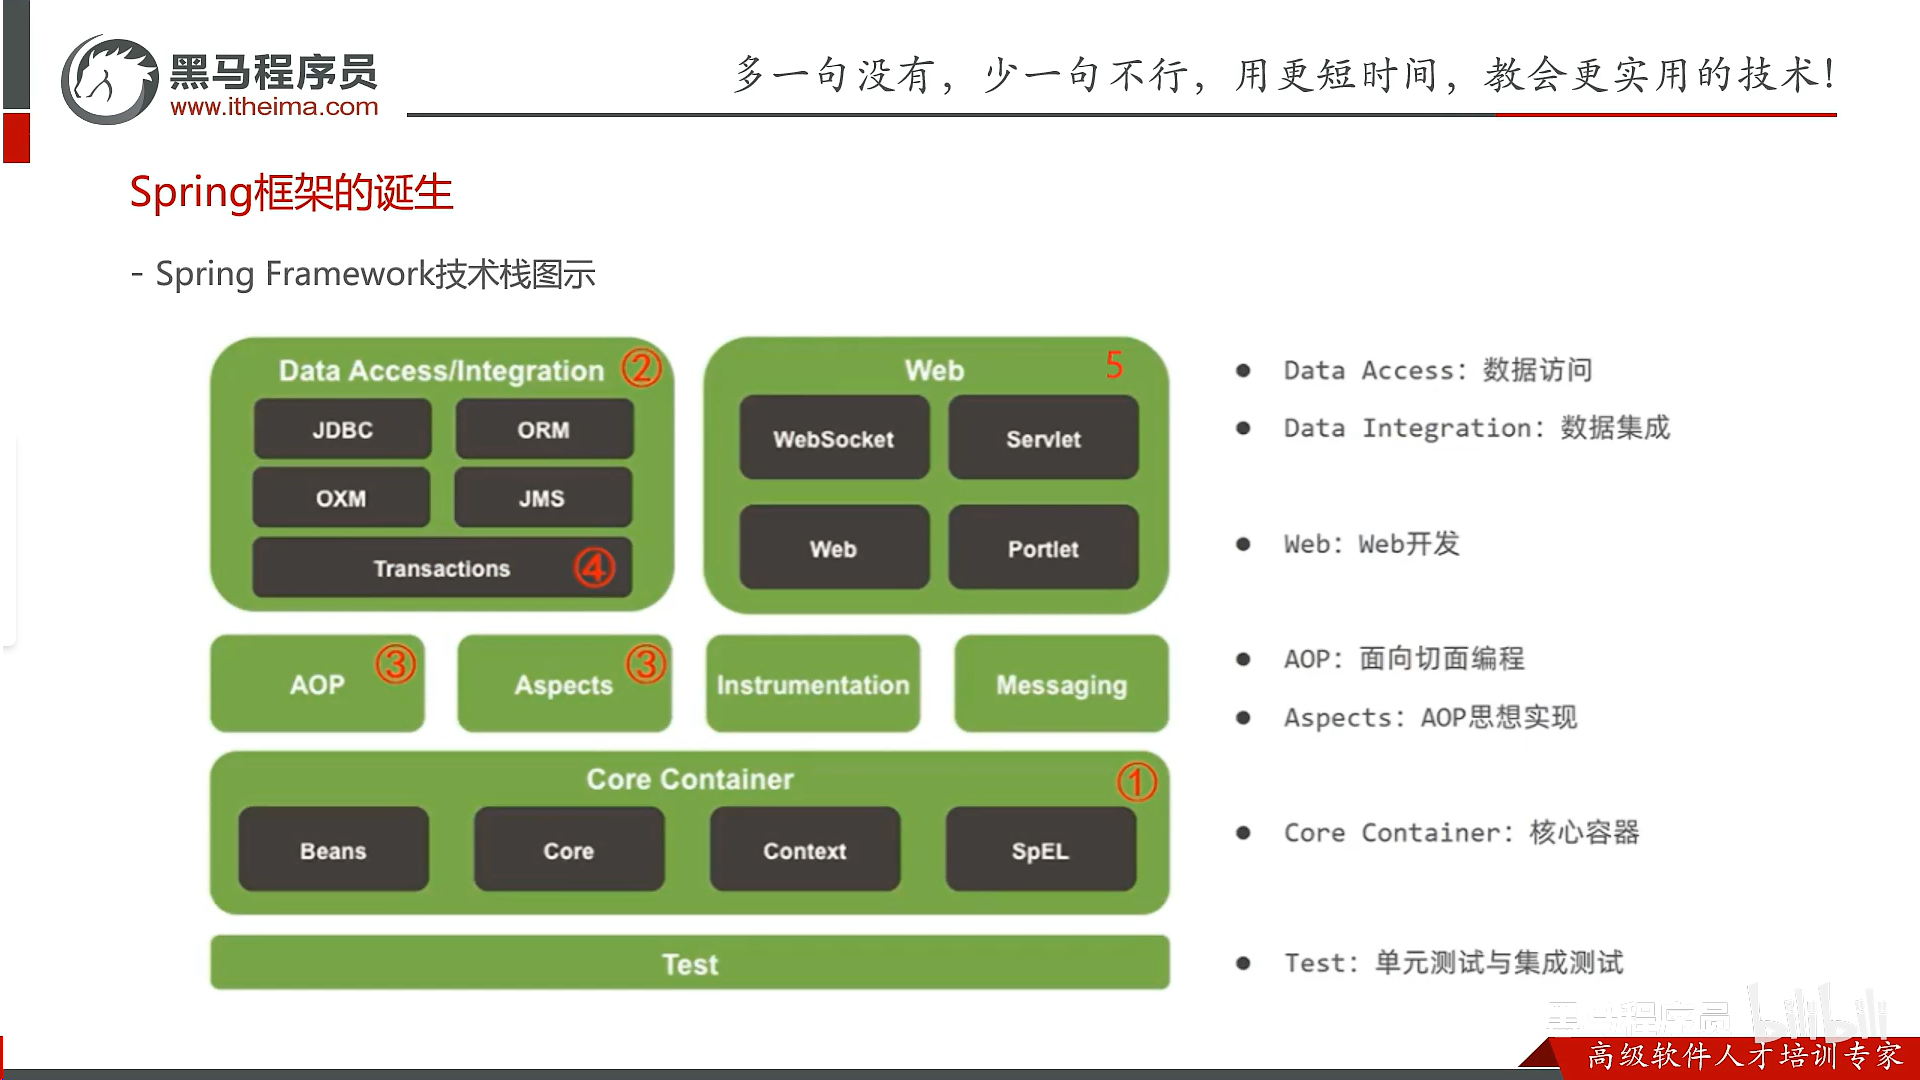 黑马程序员
www.itheima.com
多一句没有，少一句不行，用更短时间，教会更实用的技术！
Spring框架的诞生
- Spring Framework技术栈图示
Data Access/Integration ②
JDBC ORM
OXM JMS
Transactions ④
Web 5
WebSocket Servlet
Web Portlet
AOP ③
Aspects ③
Instrumentation
Messaging
Core Container ①
Beans Core Context SpEL
Test
● Data Access：数据访问
● Data Integration：数据集成
● Web：Web开发
● AOP：面向切面编程
● Aspects：AOP思想实现
● Core Container：核心容器
● Test：单元测试与集成测试
黑马程序员 bilibili
高级软件人才培训专家